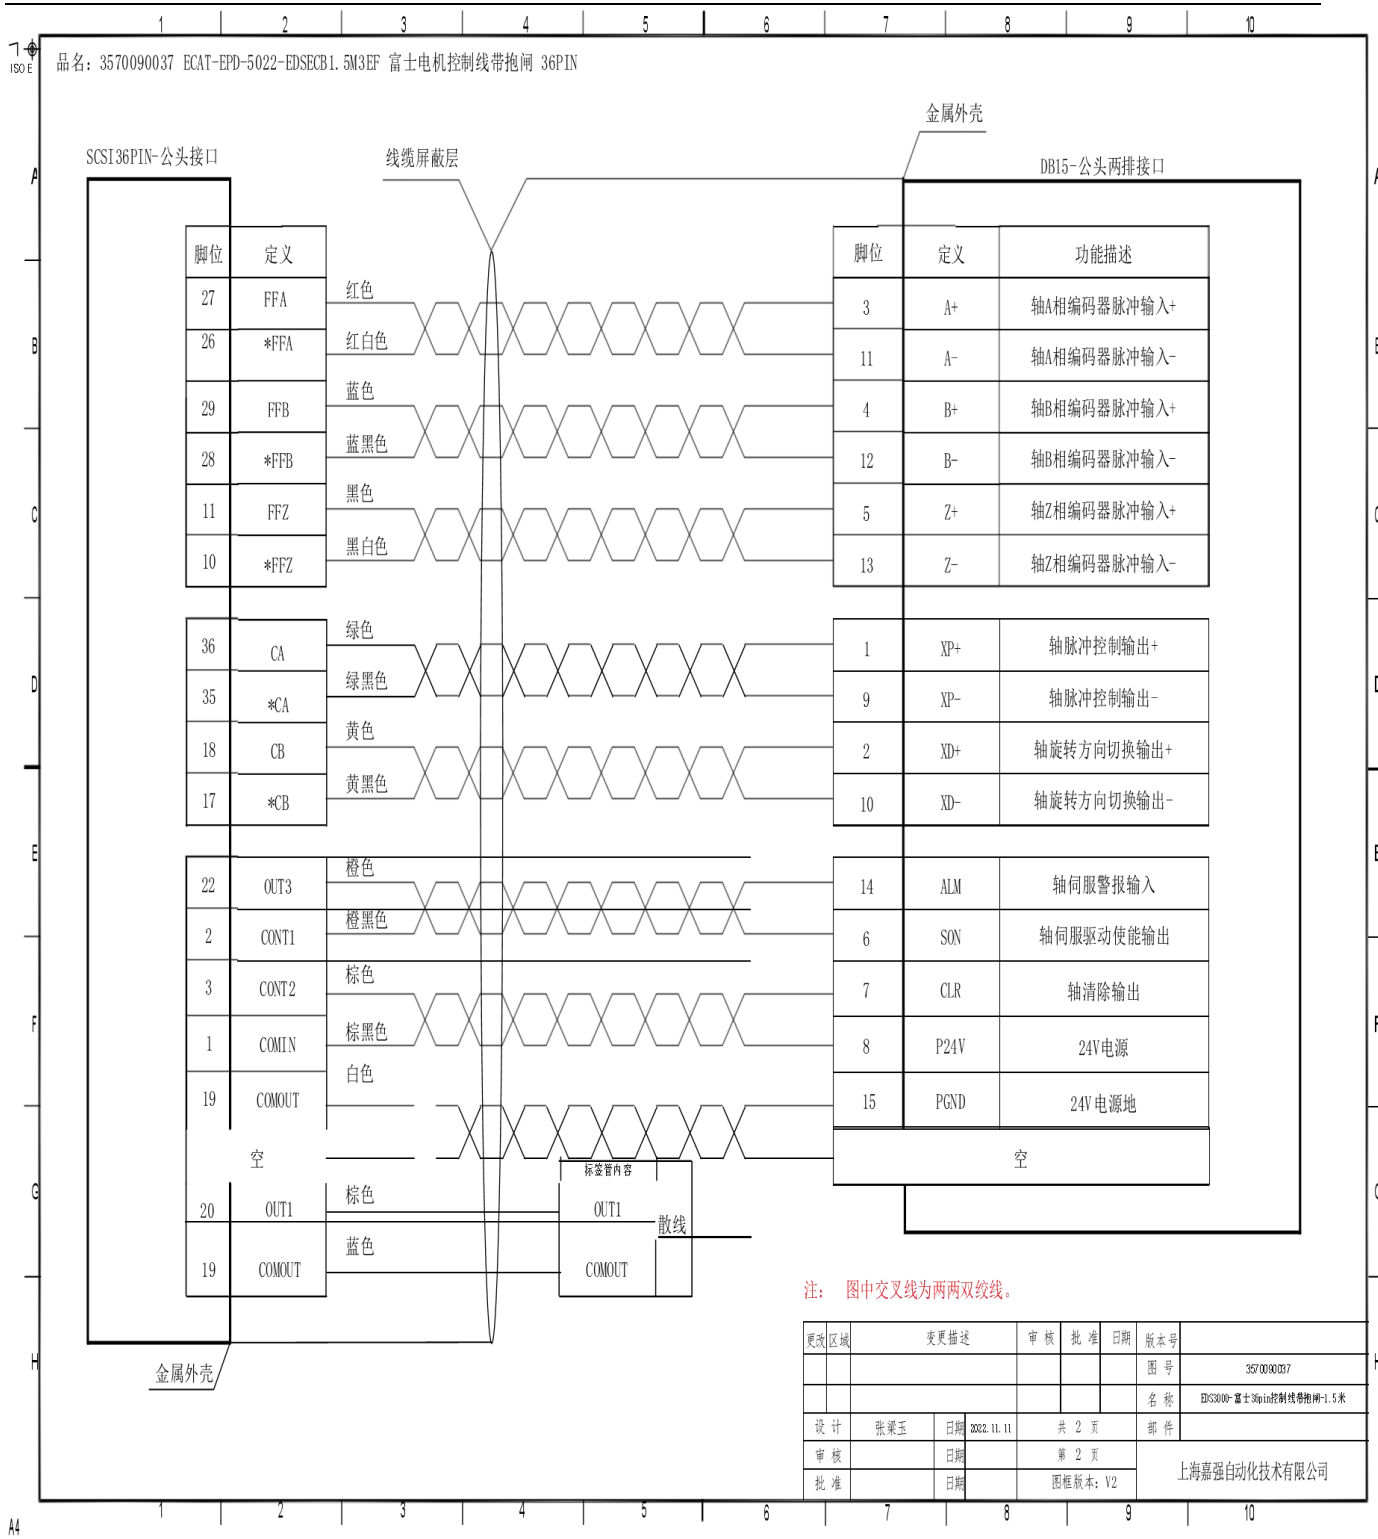 1 2 3 4 5 6 7 8 9 10
ISO E
品名: 3570090037 ECAT-EPD-5022-EDSECB1.5M3EF 富士电机控制线带抱闸 36PIN
金属外壳
SCSI36PIN-公头接口
线缆屏蔽层
DB15-公头两排接口
A
A
脚位 定义
脚位 定义 功能描述
27 FFA 红色 3 A+ 轴A相编码器脉冲输入+
B
26 *FFA 红白色 11 A- 轴A相编码器脉冲输入-
29 FFB 蓝色 4 B+ 轴B相编码器脉冲输入+
28 *FFB 蓝黑色 12 B- 轴B相编码器脉冲输入-
C
11 FFZ 黑色 5 Z+ 轴Z相编码器脉冲输入+
10 *FFZ 黑白色 13 Z- 轴Z相编码器脉冲输入-
36 CA 绿色 1 XP+ 轴脉冲控制输出+
D
35 *CA 绿黑色 9 XP- 轴脉冲控制输出-
18 CB 黄色 2 XD+ 轴旋转方向切换输出+
17 *CB 黄黑色 10 XD- 轴旋转方向切换输出-
E
22 OUT3 橙色 14 ALM 轴伺服警报输入
2 CONT1 橙黑色 6 SON 轴伺服驱动使能输出
3 CONT2 棕色 7 CLR 轴清除输出
F
1 COMIN 棕黑色 8 P24V 24V电源
19 COMOUT 白色 15 PGND 24V电源地
空 空
标签管内容
G
20 OUT1 棕色 OUT1
散线
19 COMOUT 蓝色 COMOUT
注: 图中交叉线为两两双绞线。
H
金属外壳
更改 区域 变更描述 审 核 批 准 日期 版本号
图 号 3570090037
名 称 EDS3000-富士36pin控制线带抱闸-1.5米
设 计 张梁玉 日期 2022.11.11 共 2 页 部 件
审 核 日期 第 2 页
批 准 日期 图框版本: V2
上海嘉强自动化技术有限公司
1 2 3 4 5 6 7 8 9 10
A4